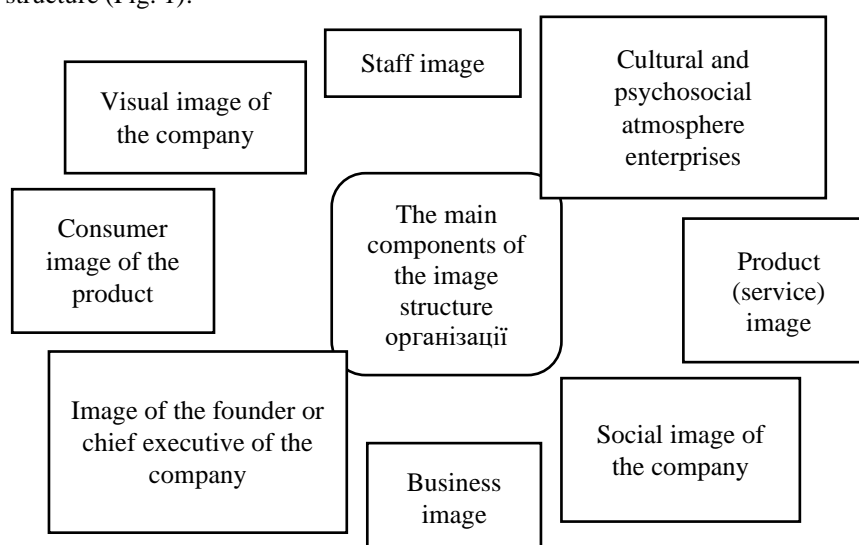 structure (Fig. 1).
Staff image
Cultural and
psychosocial
atmosphere
enterprises
Visual image of
the company
The main
components of
the image
structure
організації
Consumer
image of the
product
Product
(service)
image
Image of the founder or
chief executive of the
company
Social image of
the company
Business
image